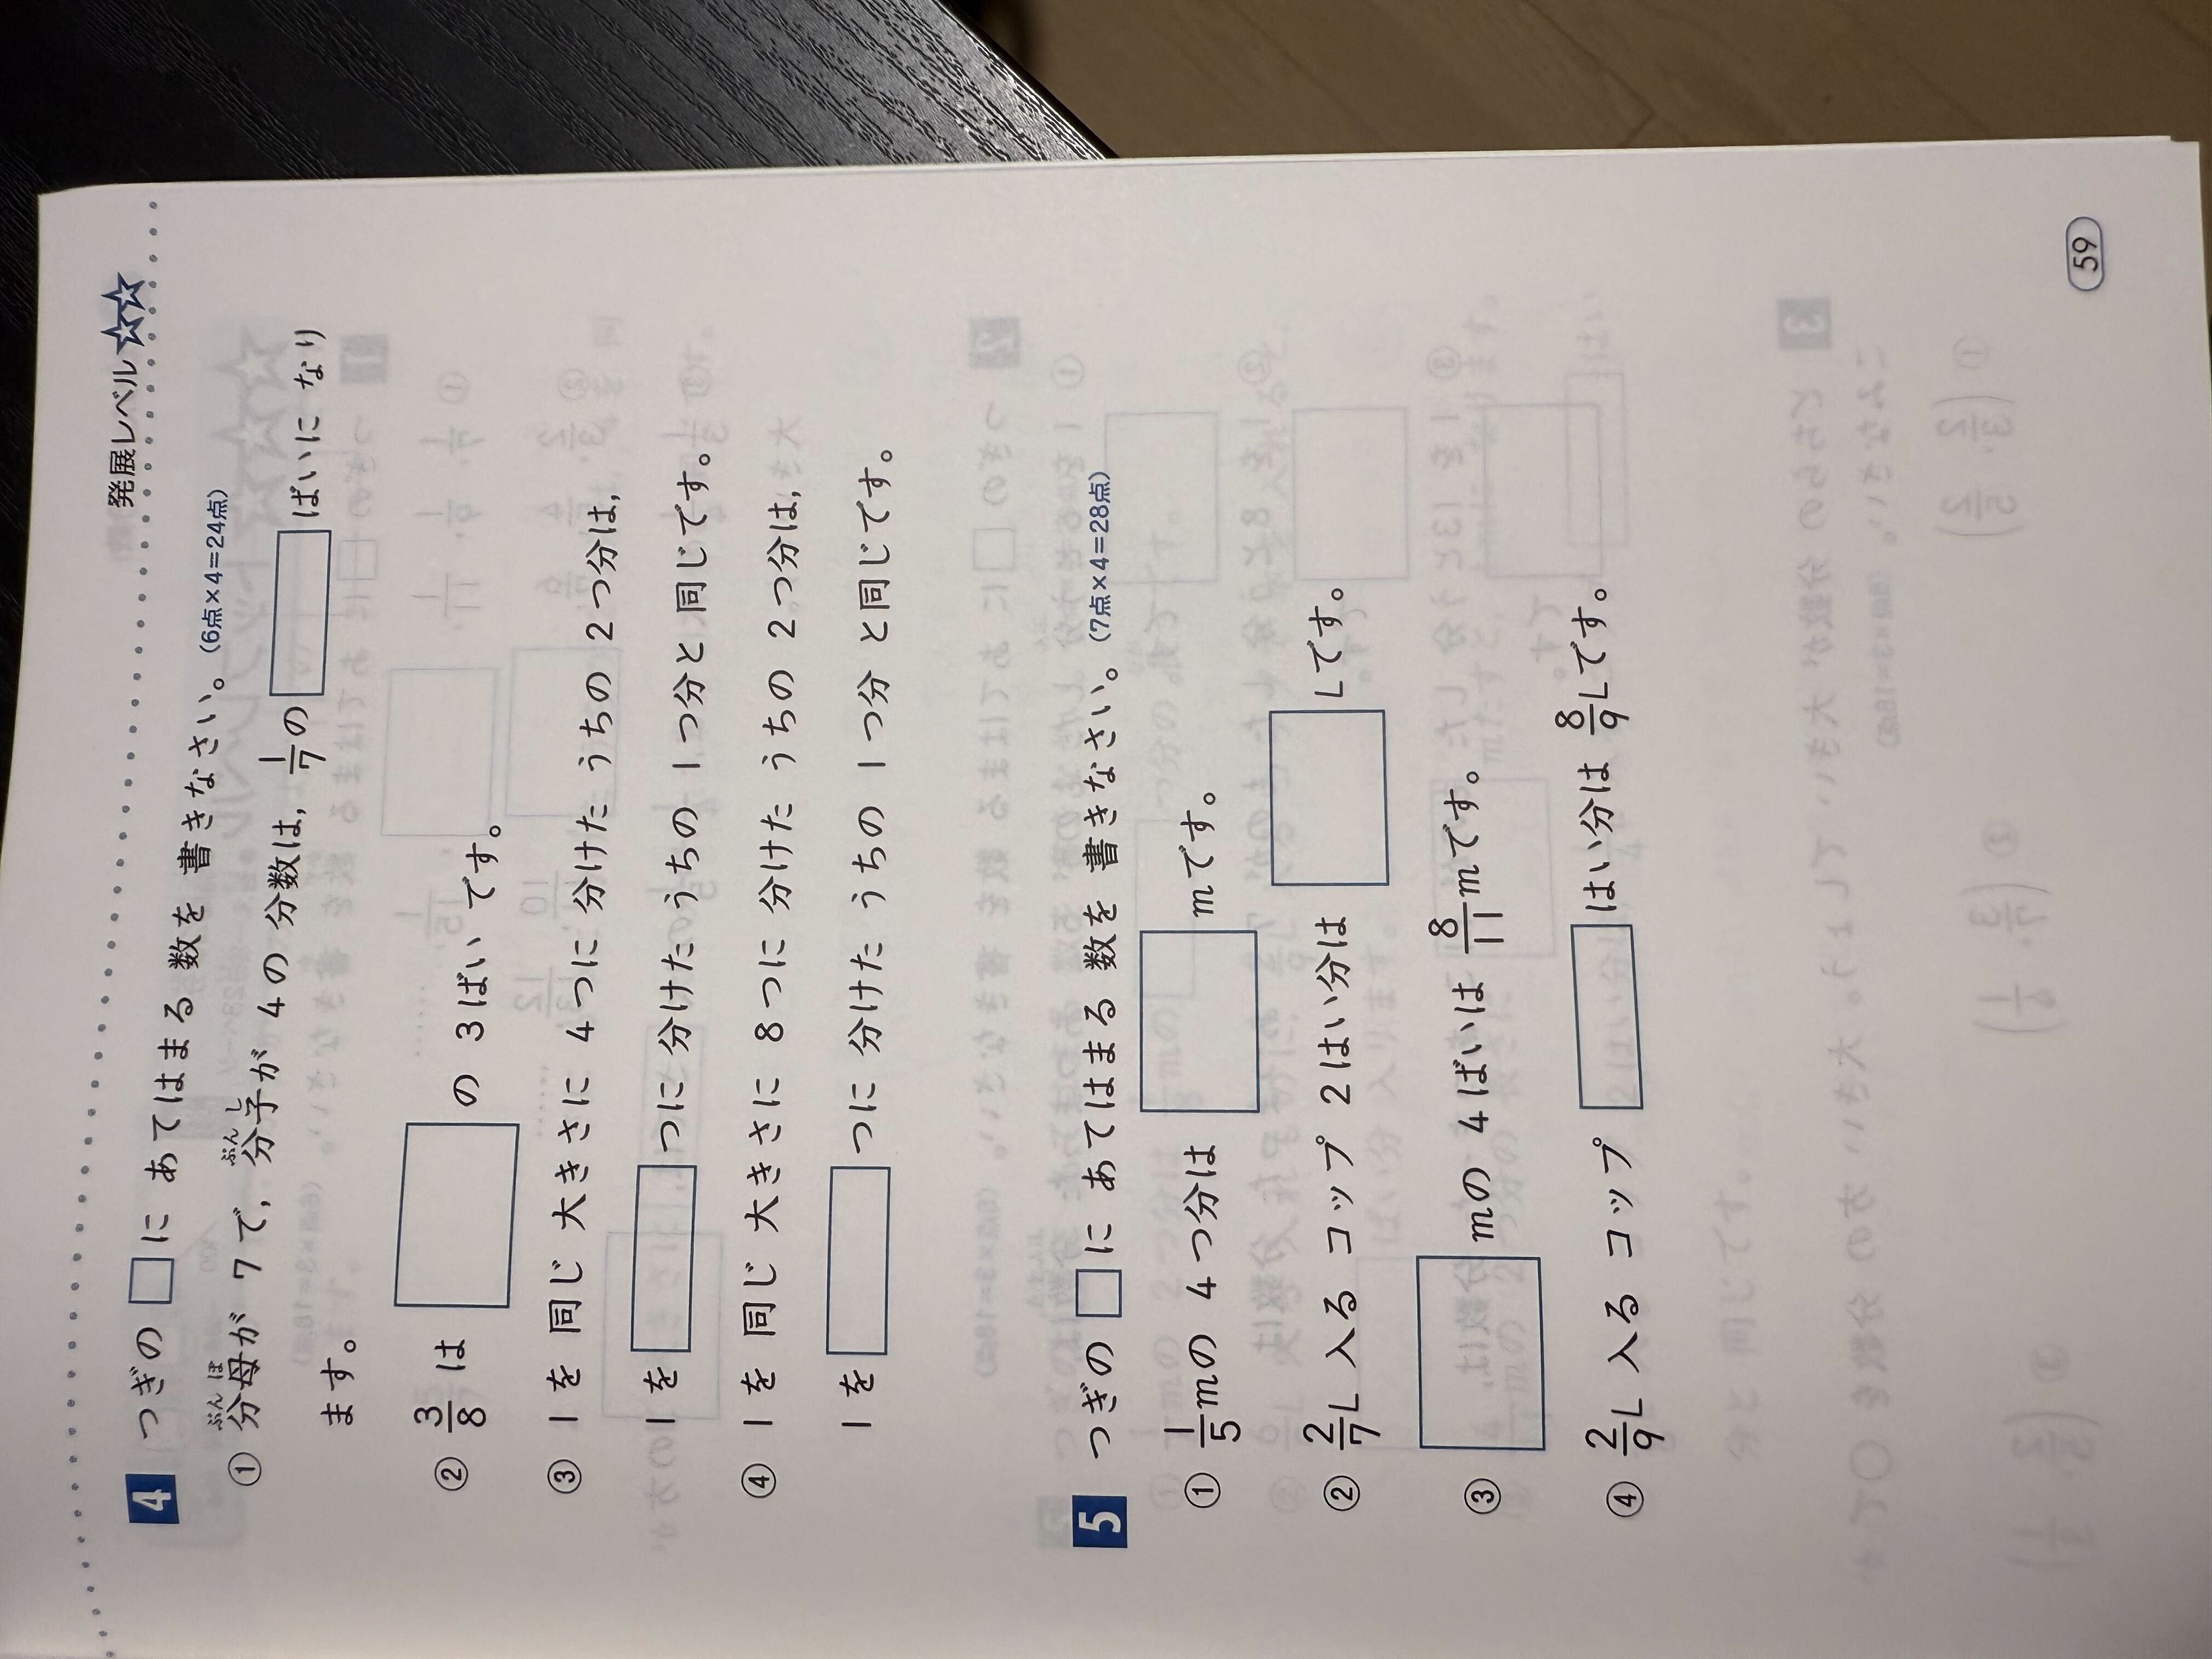 発展レベル☆☆
4 つぎの □に あてはまる 数を 書きなさい。(6点×4=24点)
① 分母が 7で, 分子が 4の 分数は, 1/7の □ ばいに なり
ます。
② 3/8は □ の 3ばい です。
③ 1を 同じ 大きさに 4つに 分けた うちの 2つ分は,
1を □ つに 分けた うちの 1つ分と 同じです。
④ 1を 同じ 大きさに 8つに 分けた うちの 2つ分は,
1を □ つに 分けた うちの 1つ分と 同じです。
5 つぎの □に あてはまる 数を 書きなさい。(7点×4=28点)
① 1/5mの 4つ分は □ mです。
② 2/7L入る コップ 2はい分は □ Lです。
③ □ mの 4ばいは 8/11mです。
④ 2/9L入る コップ □ はい分は 8/9Lです。
59